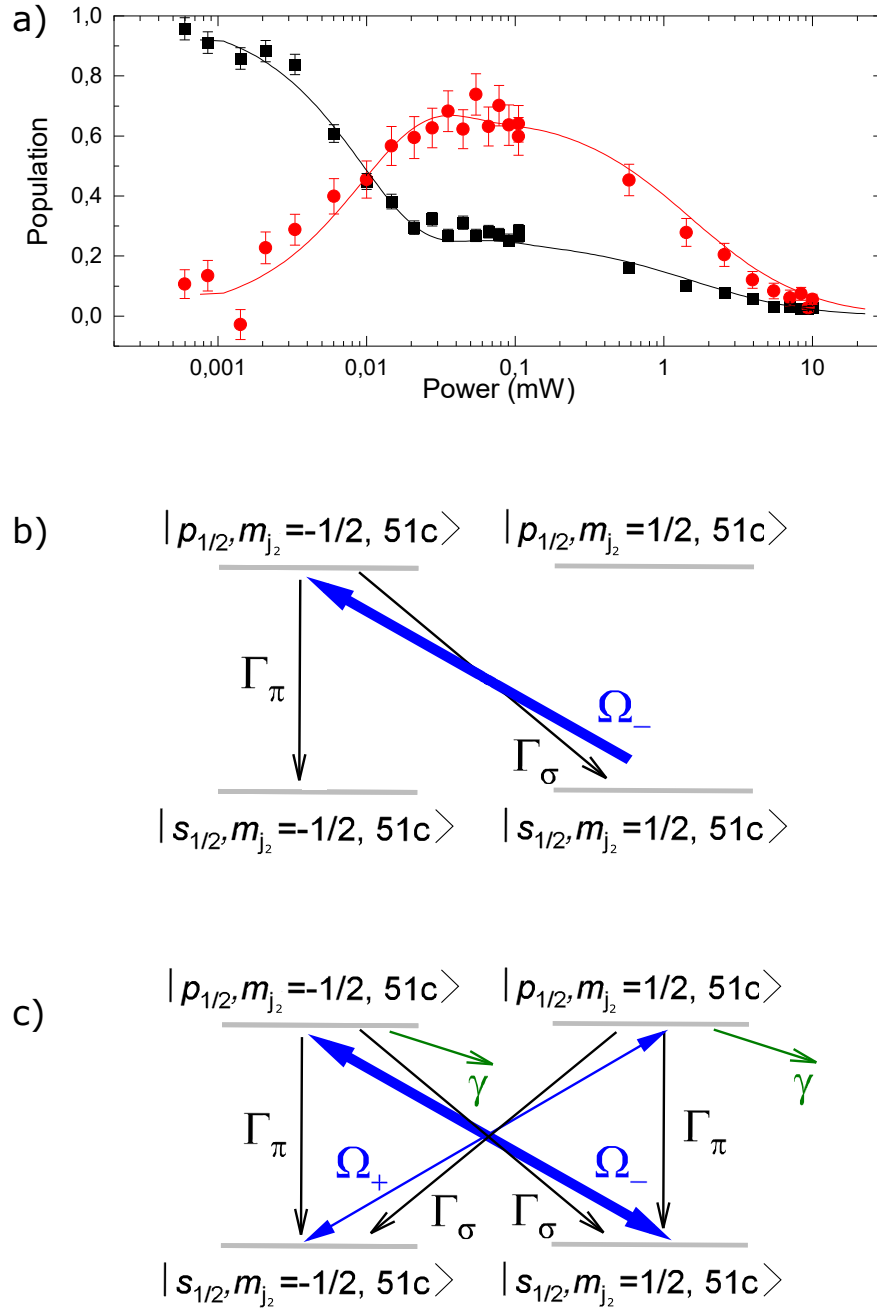 a)
1,0
0,8
0,6
0,4
0,2
0,0
Population
0,001 0,01 0,1 1 10
Power (mW)
b)
|p1/2, mj2 =-1/2, 51c⟩ |p1/2, mj2 =1/2, 51c⟩
Γπ
Ω−
Γσ
|s1/2, mj2 =-1/2, 51c⟩ |s1/2, mj2 =1/2, 51c⟩
c)
|p1/2, mj2 =-1/2, 51c⟩ |p1/2, mj2 =1/2, 51c⟩
γ γ
Γπ Γπ
Ω+ Ω−
Γσ Γσ
|s1/2, mj2 =-1/2, 51c⟩ |s1/2, mj2 =1/2, 51c⟩